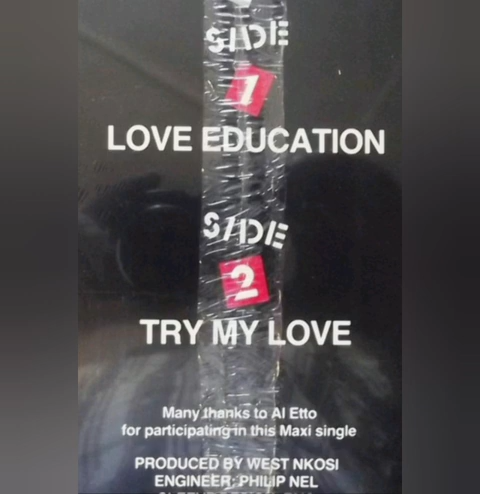 SIDE
1
LOVE EDUCATION
SIDE
2
TRY MY LOVE
Many thanks to Al Etto
for participating in this Maxi single
PRODUCED BY WEST NKOSI
ENGINEER: PHILIP NEL